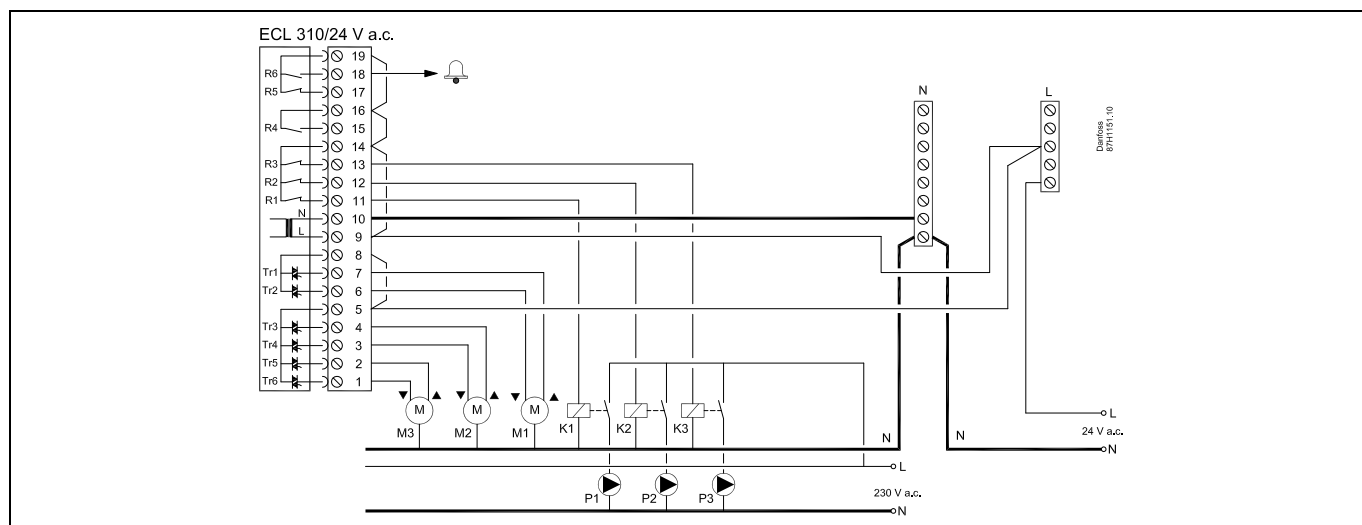 ECL 310/24 V a.c.
19
R6 18
R5 17
16
R4 15
14
R3 13
R2 12
R1 11
N 10
L 9
8
Tr1 7
Tr2 6
5
Tr3 4
Tr4 3
Tr5 2
Tr6 1
N
L
Danfoss
87H1151.10
M M M
M3 M2 M1 K1 K2 K3
N N
L
24 V a.c.
N
L
P1 P2 P3
230 V a.c.
N